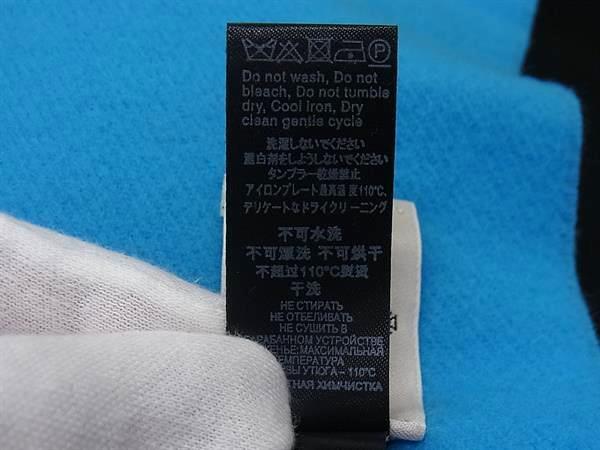 Do not wash, Do not
bleach, Do not tumble
dry, Cool Iron, Dry
clean gentle cycle
洗濯しないでください
漂白剤をしようしないでください
タンブラー乾燥禁止
アイロンプレート最高温度110℃,
デリケートなドライクリーニング
不可水洗
不可漂洗 不可烘干
不超过110°C熨烫
干洗
НЕ СТИРАТЬ
НЕ ОТБЕЛИВАТЬ
НЕ СУШИТЬ В
АРАБАННОМ УСТРОЙСТВЕ
ЕНЬЕ: МАКСИМАЛЬНАЯ
ЕМПЕРАТУРА
ВЫ УТЮГА – 110°C
ТНАЯ ХИМЧИСТКА